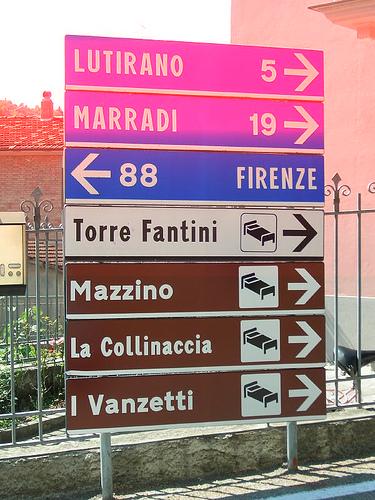 LUTIRANO 5
MARRADI 19
88 FIRENZE
Torre Fantini
Mazzino
La Collinaccia
I Vanzetti